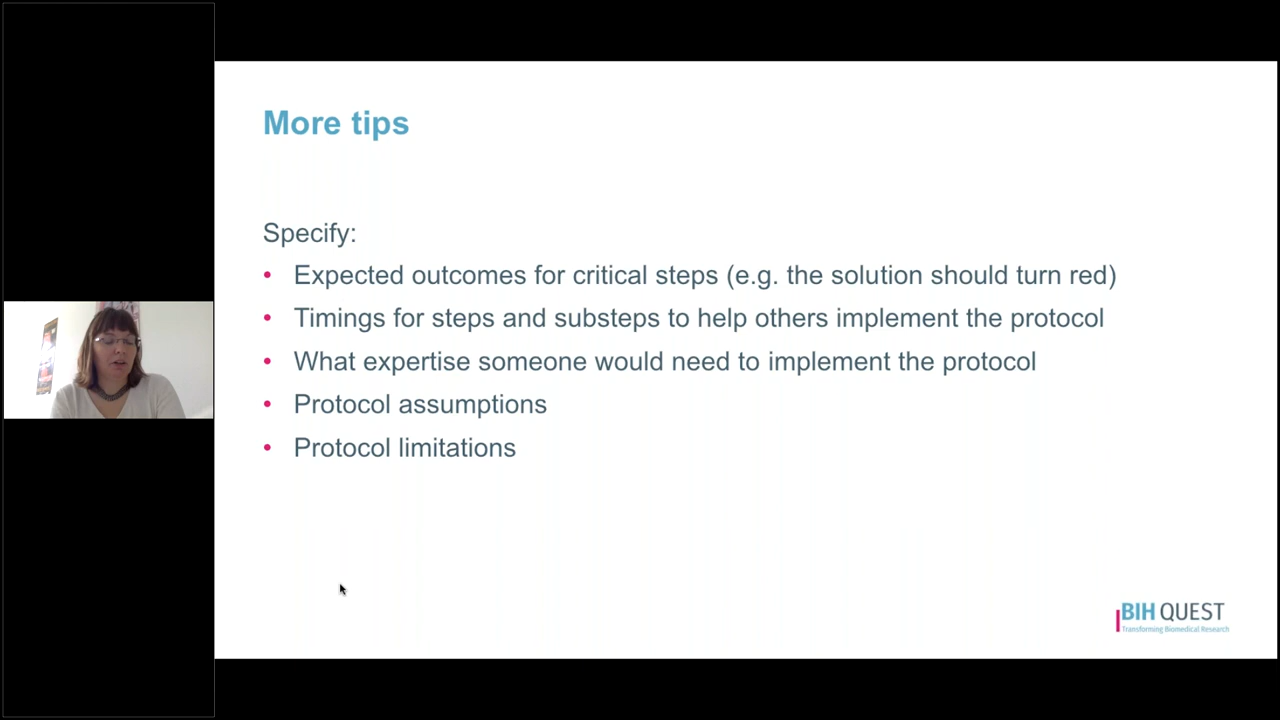 More tips
Specify:
• Expected outcomes for critical steps (e.g. the solution should turn red)
• Timings for steps and substeps to help others implement the protocol
• What expertise someone would need to implement the protocol
• Protocol assumptions
• Protocol limitations
BIH QUEST
Transforming Biomedical Research